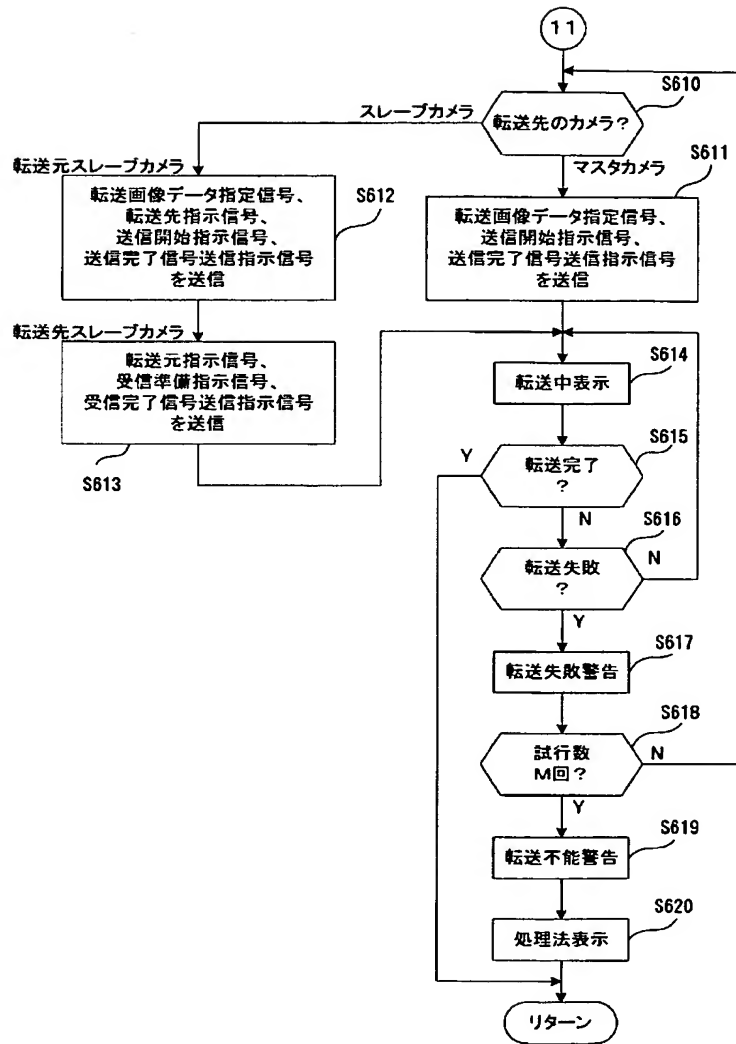 11
S610
スレーブカメラ
転送先のカメラ?
マスタカメラ
転送元スレーブカメラ
S612
転送画像データ指定信号、
転送先指示信号、
送信開始指示信号、
送信完了信号送信指示信号
を送信
S611
転送画像データ指定信号、
送信開始指示信号、
送信完了信号送信指示信号
を送信
転送先スレーブカメラ
転送元指示信号、
受信準備指示信号、
受信完了信号送信指示信号
を送信
S613
S614
転送中表示
S615
Y
転送完了
?
N
S616
転送失敗
?
N
Y
S617
転送失敗警告
S618
試行数
M回?
N
Y
S619
転送不能警告
S620
処理法表示
リターン